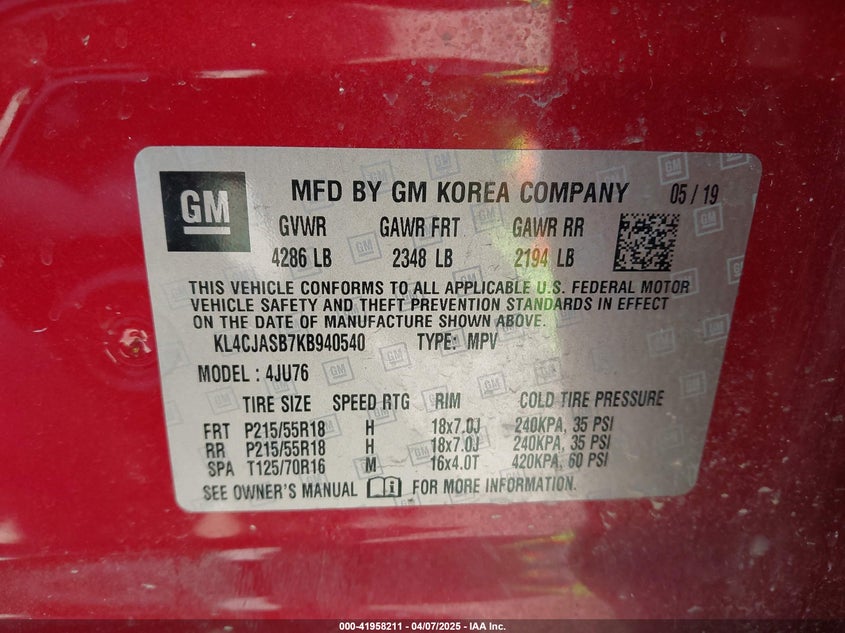 GM MFD BY GM KOREA COMPANY 05 / 19
GVWR GAWR FRT GAWR RR
4286 LB 2348 LB 2194 LB
THIS VEHICLE CONFORMS TO ALL APPLICABLE U.S. FEDERAL MOTOR
VEHICLE SAFETY AND THEFT PREVENTION STANDARDS IN EFFECT
ON THE DATE OF MANUFACTURE SHOWN ABOVE.
KL4CJASB7KB940540 TYPE: MPV
MODEL : 4JU76
TIRE SIZE SPEED RTG RIM COLD TIRE PRESSURE
FRT P215/55R18 H 18x7.0J 240KPA, 35 PSI
RR P215/55R18 H 18x7.0J 240KPA, 35 PSI
SPA T125/70R16 M 16x4.0T 420KPA, 60 PSI
SEE OWNER'S MANUAL FOR MORE INFORMATION.
000-41958211 - 04/07/2025 - IAA Inc.